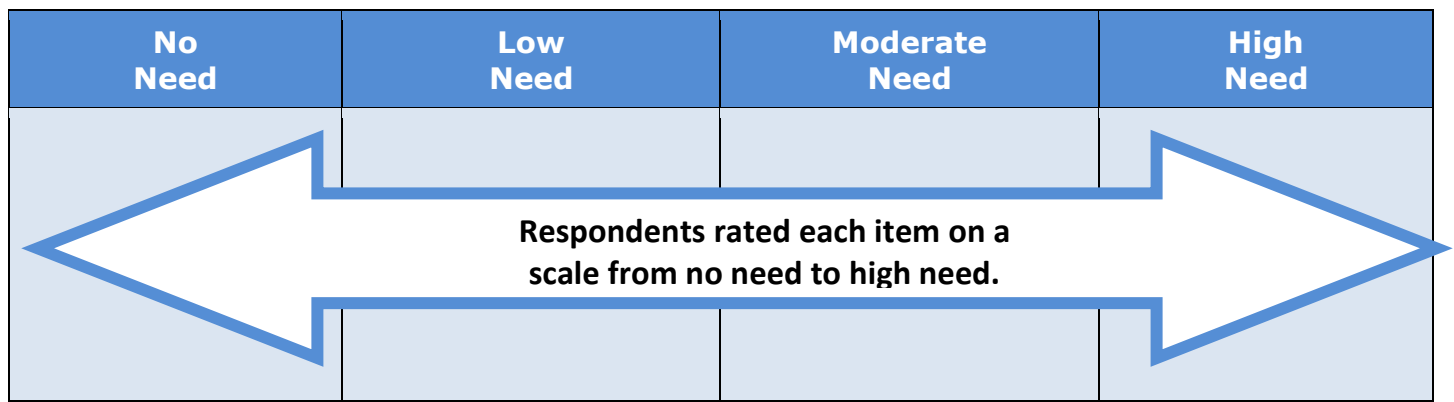 No
Need
Low
Need
Moderate
Need
High
Need
Respondents rated each item on a
scale from no need to high need.